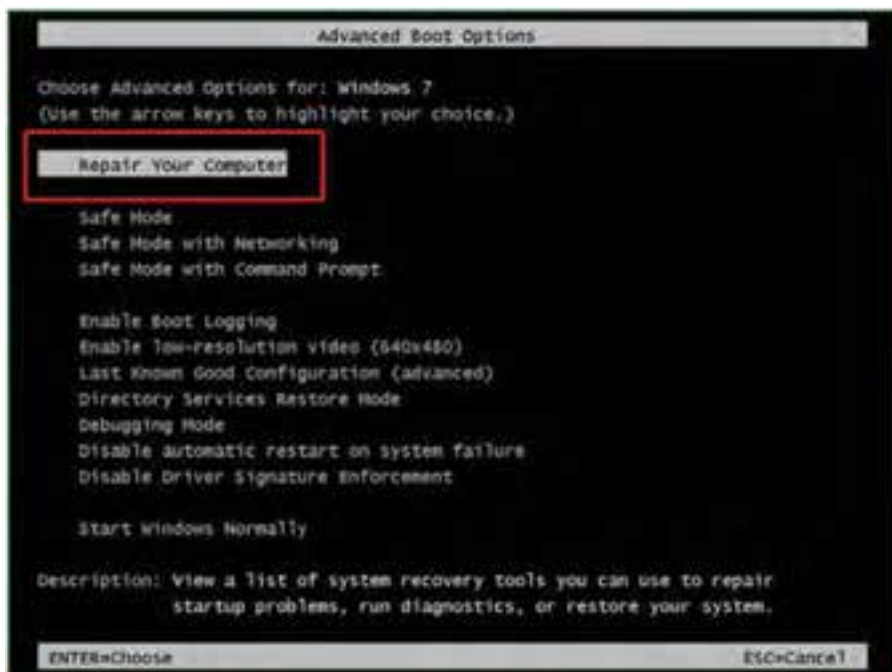 Advanced Boot Options
Choose Advanced Options for: Windows 7
(Use the arrow keys to highlight your choice.)
Repair Your Computer
Safe Mode
Safe Mode with Networking
Safe Mode with Command Prompt
Enable Boot Logging
Enable low-resolution video (640x480)
Last Known Good Configuration (advanced)
Directory Services Restore Mode
Debugging Mode
Disable automatic restart on system failure
Disable Driver Signature Enforcement
Start Windows Normally
Description: View a list of system recovery tools you can use to repair
startup problems, run diagnostics, or restore your system.
ENTER=Choose
ESC=Cancel